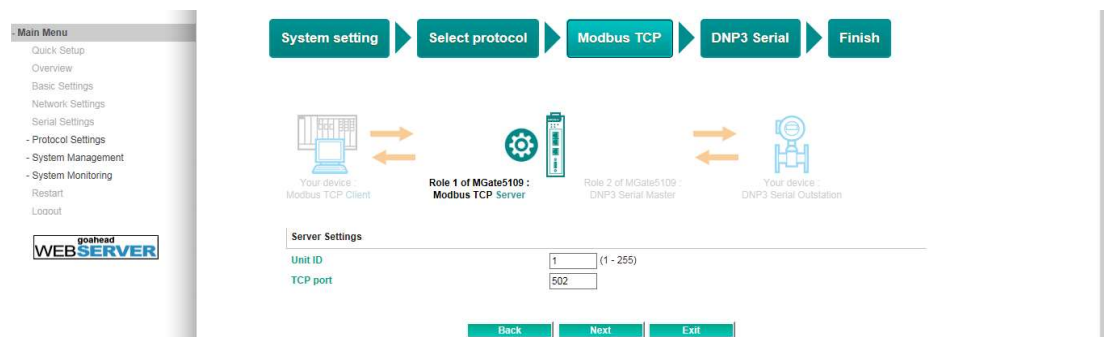 - Main Menu
Quick Setup
Overview
Basic Settings
Network Settings
Serial Settings
- Protocol Settings
- System Management
- System Monitoring
Restart
Logout
goahead
WEBSERVER
System setting
Select protocol
Modbus TCP
DNP3 Serial
Finish
Your device :
Modbus TCP Client
Role 1 of MGate5109 :
Modbus TCP Server
Role 2 of MGate5109 :
DNP3 Serial Master
Your device :
DNP3 Serial Outstation
Server Settings
Unit ID 1 (1 - 255)
TCP port 502
Back Next Exit